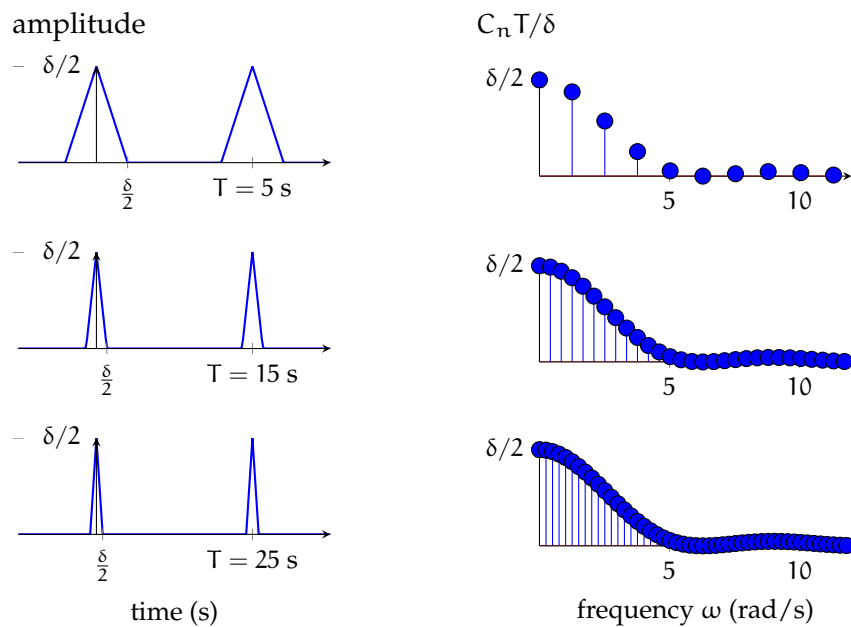 amplitude
C_n T/δ
δ/2
δ/2
δ/2
T = 5 s
5
10
δ/2
δ/2
δ/2
T = 15 s
5
10
δ/2
δ/2
δ/2
T = 25 s
5
10
time (s)
frequency ω (rad/s)